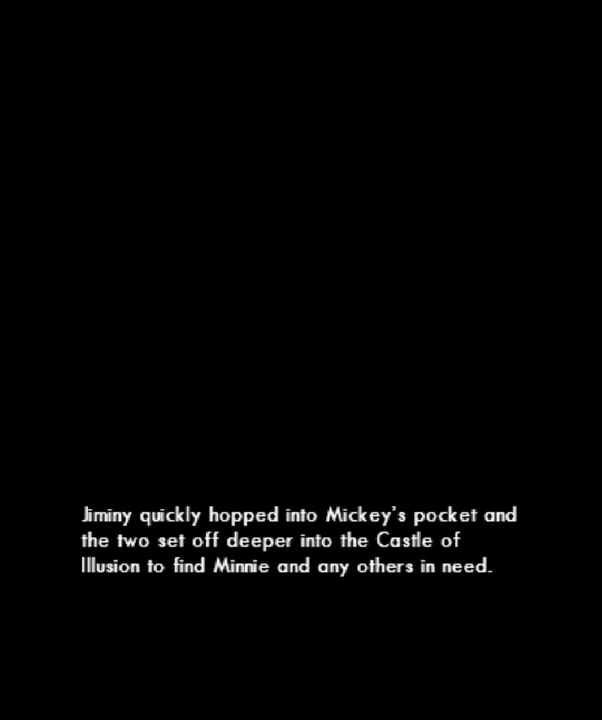 Jiminy quickly hopped into Mickey's pocket and
the two set off deeper into the Castle of
Illusion to find Minnie and any others in need.